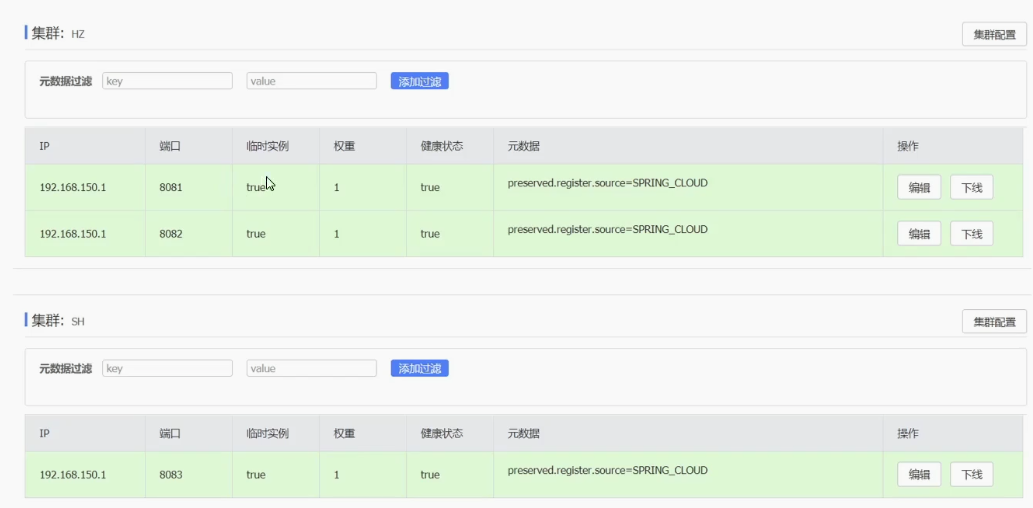 集群： HZ 集群配置
元数据过滤 key value 添加过滤
IP 端口 临时实例 权重 健康状态 元数据 操作
192.168.150.1 8081 true 1 true preserved.register.source=SPRING_CLOUD 编辑 下线
192.168.150.1 8082 true 1 true preserved.register.source=SPRING_CLOUD 编辑 下线
集群： SH 集群配置
元数据过滤 key value 添加过滤
IP 端口 临时实例 权重 健康状态 元数据 操作
192.168.150.1 8083 true 1 true preserved.register.source=SPRING_CLOUD 编辑 下线